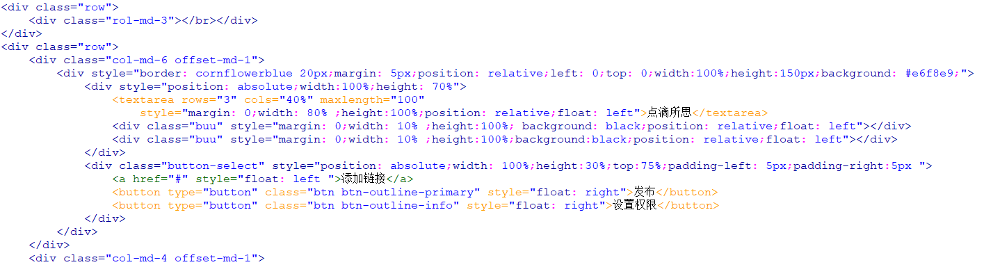 <div class="row">
    <div class="rol-md-3"></br></div>
</div>
<div class="row">
    <div class="col-md-6 offset-md-1">
        <div style="border: cornflowerblue 20px;margin: 5px;position: relative;left: 0;top: 0;width:100%;height:150px;background: #e6f8e9;">
            <div style="position: absolute;width:100%;height: 70%">
                <textarea rows="3" cols="40%" maxlength="100"
                    style="margin: 0;width: 80% ;height:100%;position: relative;float: left">点滴所思</textarea>
                <div class="buu" style="margin: 0;width: 10% ;height:100%; background: black;position: relative;float: left"></div>
                <div class="buu" style="margin: 0;width: 10% ;height:100%;background:black;position: relative;float: left"></div>
            </div>
            <div class="button-select" style="position: absolute;width: 100%;height:30%;top:75%;padding-left: 5px;padding-right:5px ">
                <a href="#" style="float: left ">添加链接</a>
                <button type="button" class="btn btn-outline-primary" style="float: right">发布</button>
                <button type="button" class="btn btn-outline-info" style="float: right">设置权限</button>
            </div>
        </div>
    </div>
    <div class="col-md-4 offset-md-1">